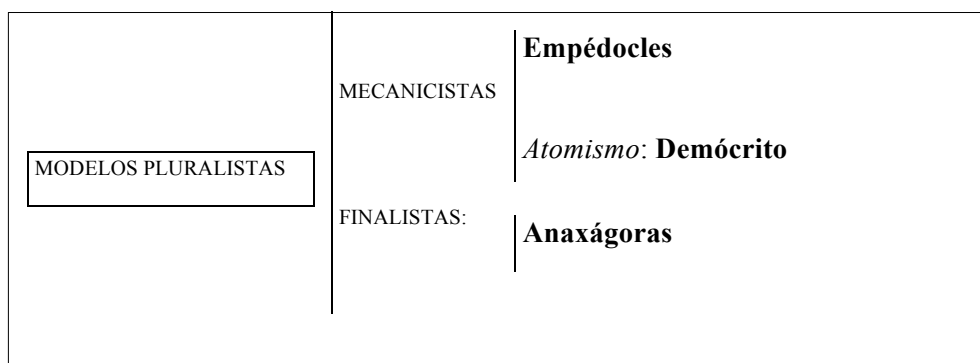 MODELOS PLURALISTAS
MECANICISTAS
Empédocles
Atomismo: Demócrito
FINALISTAS:
Anaxágoras